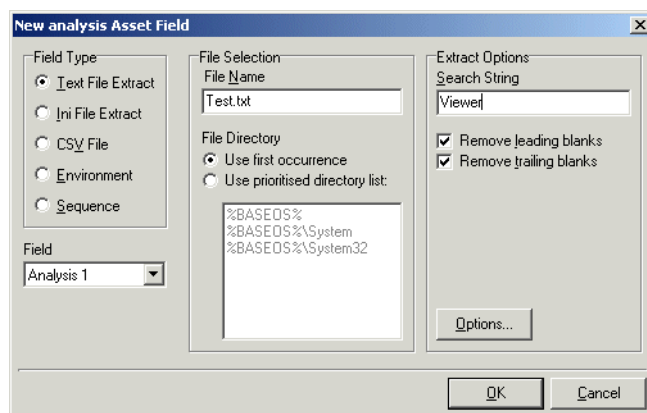 New analysis Asset Field
Field Type
Text File Extract
Ini File Extract
CSV File
Environment
Sequence
Field
Analysis 1
File Selection
File Name
Test.txt
File Directory
Use first occurrence
Use prioritised directory list:
%BASEOS%
%BASEOS%\System
%BASEOS%\System32
Extract Options
Search String
Viewer
Remove leading blanks
Remove trailing blanks
Options...
OK
Cancel